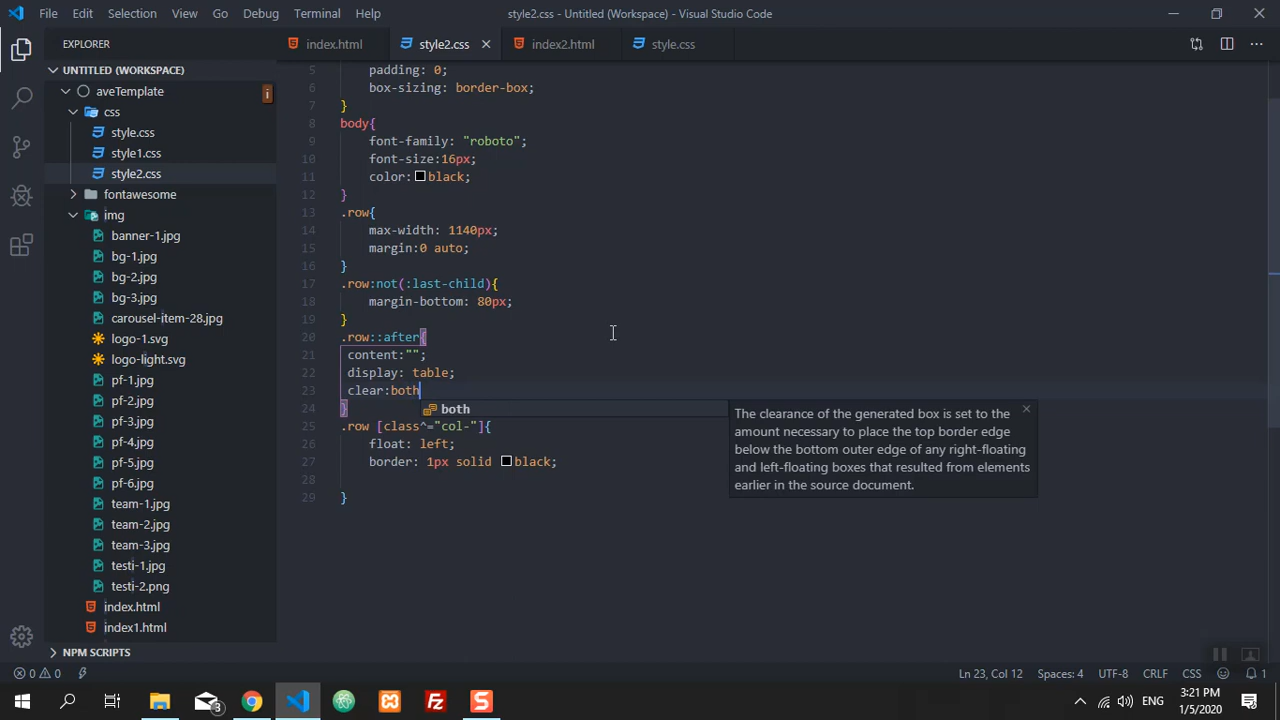 File Edit Selection View Go Debug Terminal Help
style2.css - Untitled (Workspace) - Visual Studio Code
EXPLORER
index.html
style2.css
index2.html
style.css
UNTITLED (WORKSPACE)
aveTemplate
css
style.css
style1.css
style2.css
fontawesome
img
banner-1.jpg
bg-1.jpg
bg-2.jpg
bg-3.jpg
carousel-item-28.jpg
logo-1.svg
logo-light.svg
pf-1.jpg
pf-2.jpg
pf-3.jpg
pf-4.jpg
pf-5.jpg
pf-6.jpg
team-1.jpg
team-2.jpg
team-3.jpg
testi-1.jpg
testi-2.png
index.html
index1.html
NPM SCRIPTS
5 padding: 0;
6 box-sizing: border-box;
7 }
8 body{
9 font-family: "roboto";
10 font-size:16px;
11 color: black;
12 }
13 .row{
14 max-width: 1140px;
15 margin:0 auto;
16 }
17 .row:not(:last-child){
18 margin-bottom: 80px;
19 }
20 .row::after{
21 content:"";
22 display: table;
23 clear:both
24 }
25 .row [class^="col-"]{
26 float: left;
27 border: 1px solid black;
28
29 }
both
The clearance of the generated box is set to the
amount necessary to place the top border edge
below the bottom outer edge of any right-floating
and left-floating boxes that resulted from elements
earlier in the source document.
0 0
Ln 23, Col 12 Spaces: 4 UTF-8 CRLF CSS 1
3
ENG
3:21 PM
1/5/2020